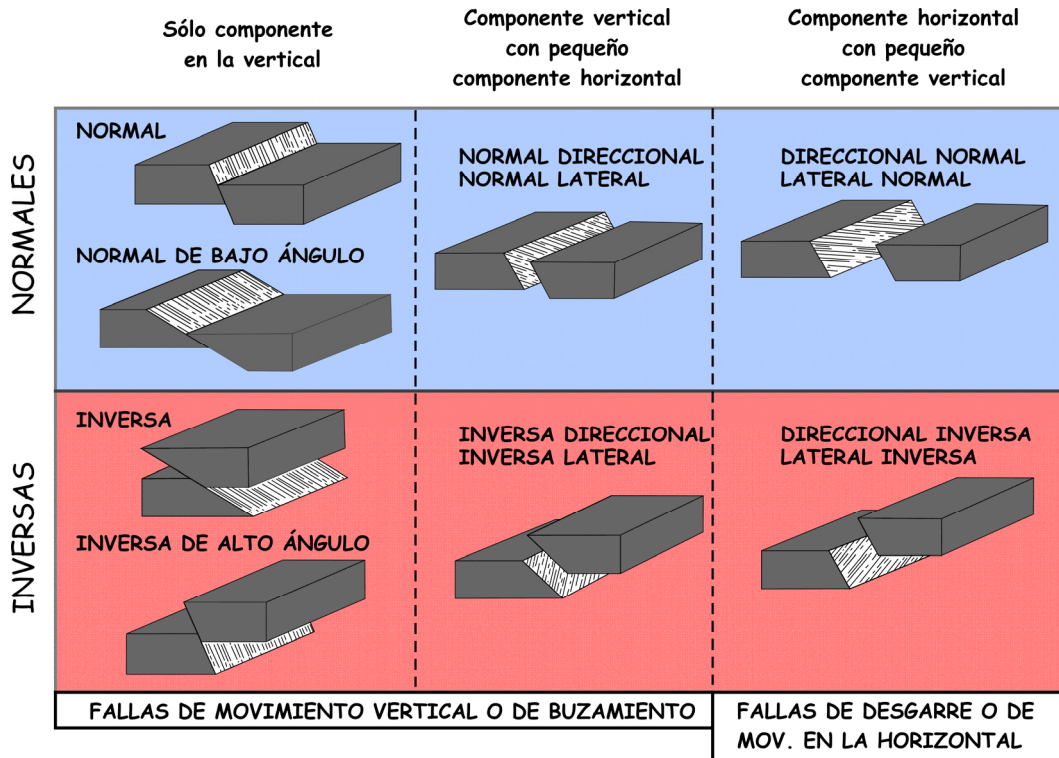 Sólo componente
en la vertical
Componente vertical
con pequeño
componente horizontal
Componente horizontal
con pequeño
componente vertical
NORMALES
NORMAL
NORMAL DE BAJO ÁNGULO
NORMAL DIRECCIONAL
NORMAL LATERAL
DIRECCIONAL NORMAL
LATERAL NORMAL
INVERSAS
INVERSA
INVERSA DE ALTO ÁNGULO
INVERSA DIRECCIONAL
INVERSA LATERAL
DIRECCIONAL INVERSA
LATERAL INVERSA
FALLAS DE MOVIMIENTO VERTICAL O DE BUZAMIENTO
FALLAS DE DESGARRE O DE
MOV. EN LA HORIZONTAL